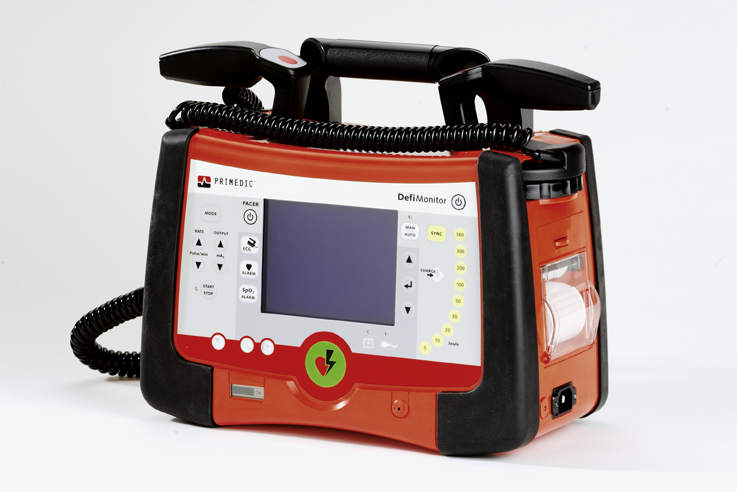 PRIMEDIC
DefiMonitor
PACER
MODE
RATE
OUTPUT
Pulse/min
mA
START
STOP
ECG
ALARM
SpO₂
ALARM
MAN
AUTO
SYNC
CHARGE
360
300
200
100
50
30
20
10
5
Joule
OK